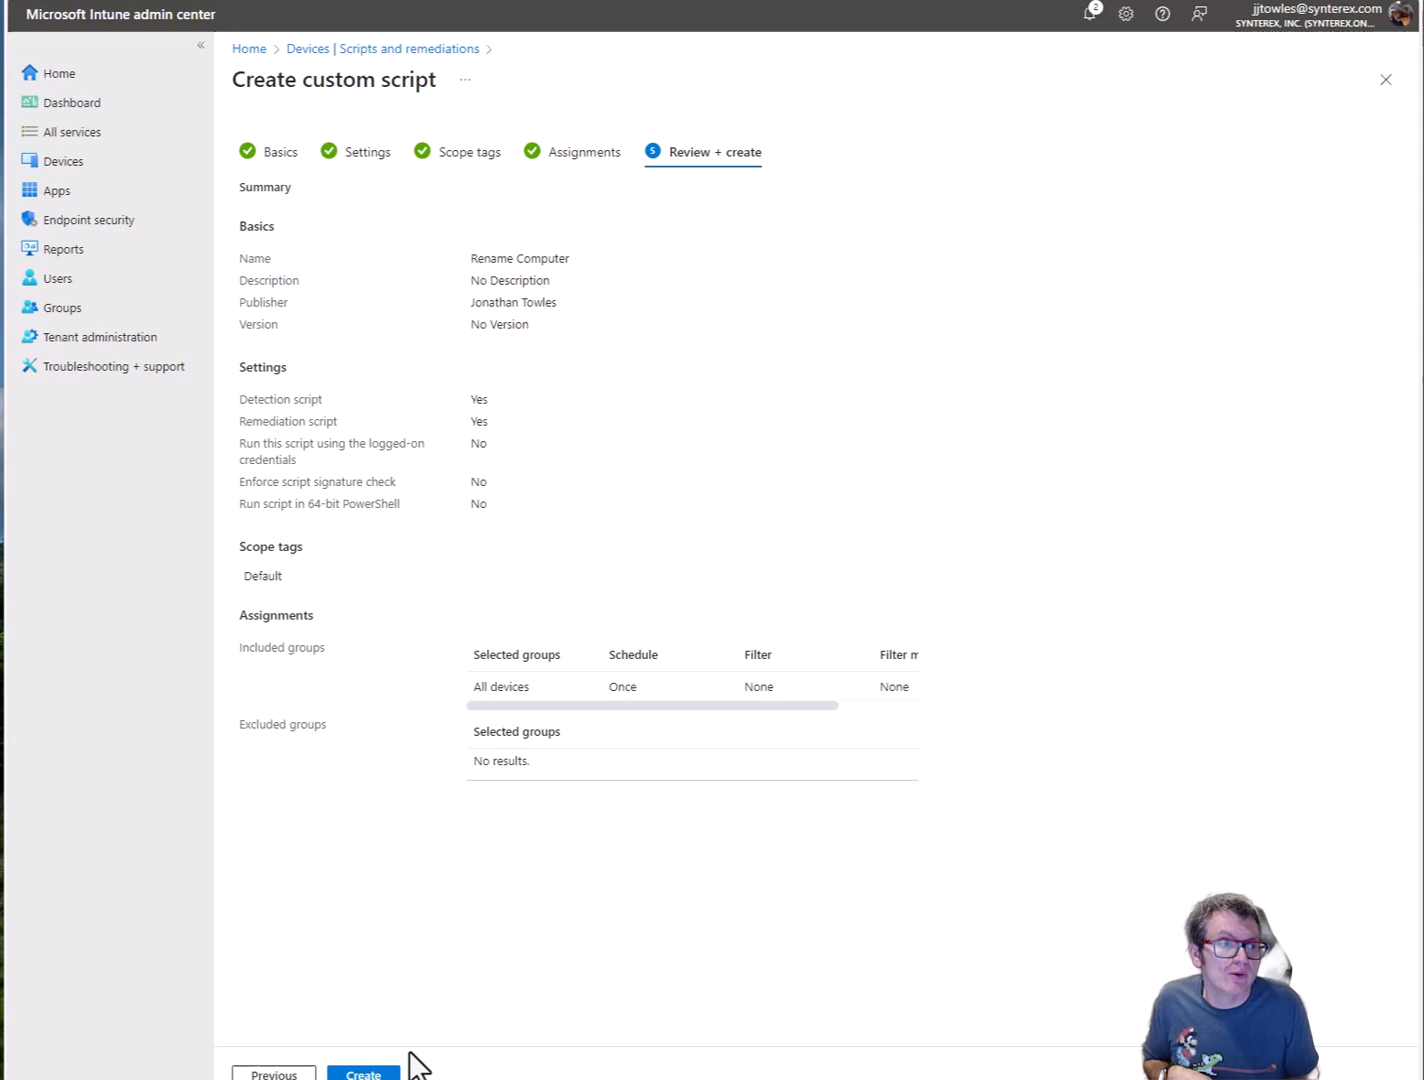 Microsoft Intune admin center
2
jjtowles@synterex.com
SYNTEREX, INC. (SYNTEREX.ON...
«
Home
Dashboard
All services
Devices
Apps
Endpoint security
Reports
Users
Groups
Tenant administration
Troubleshooting + support
Home > Devices | Scripts and remediations >
Create custom script ...
Basics Settings Scope tags Assignments 5 Review + create
Summary
Basics
Name Rename Computer
Description No Description
Publisher Jonathan Towles
Version No Version
Settings
Detection script Yes
Remediation script Yes
Run this script using the logged-on No
credentials
Enforce script signature check No
Run script in 64-bit PowerShell No
Scope tags
Default
Assignments
Included groups
Selected groups Schedule Filter Filter m
All devices Once None None
Excluded groups
Selected groups
No results.
Previous Create